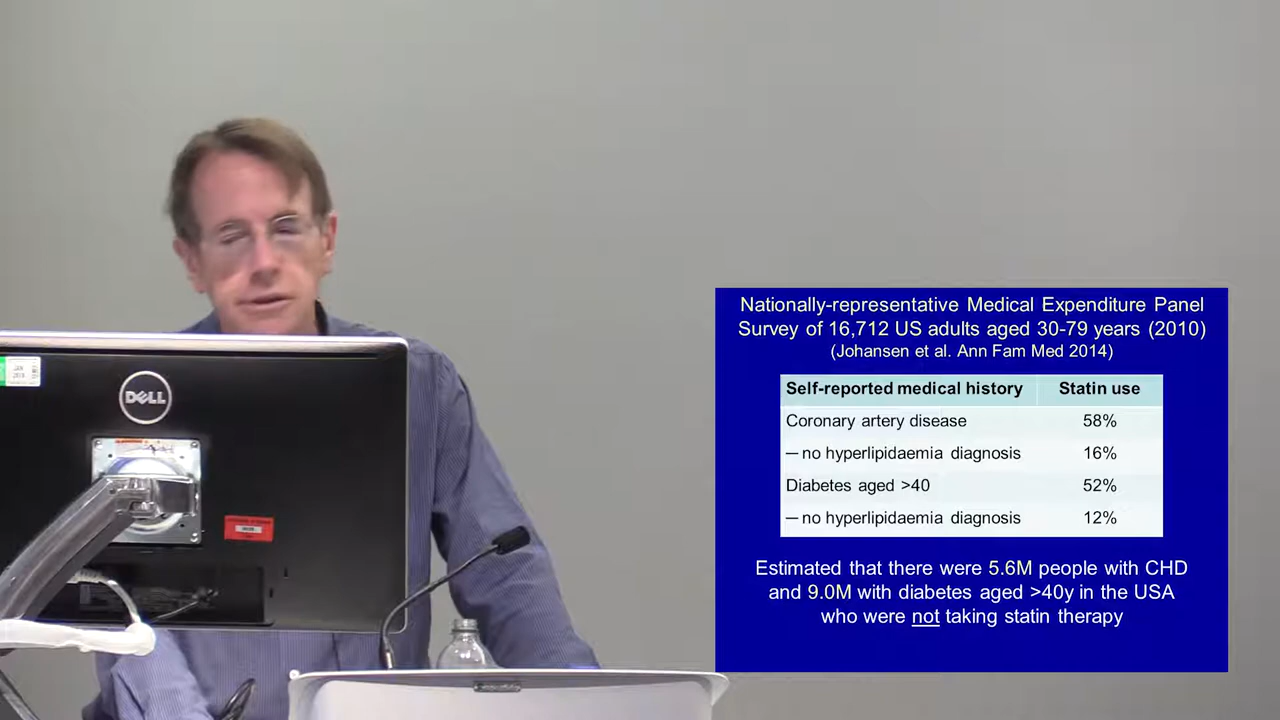 DELL
Nationally-representative Medical Expenditure Panel
Survey of 16,712 US adults aged 30-79 years (2010)
(Johansen et al. Ann Fam Med 2014)
Self-reported medical history Statin use
Coronary artery disease 58%
– no hyperlipidaemia diagnosis 16%
Diabetes aged >40 52%
– no hyperlipidaemia diagnosis 12%
Estimated that there were 5.6M people with CHD
and 9.0M with diabetes aged >40y in the USA
who were not taking statin therapy